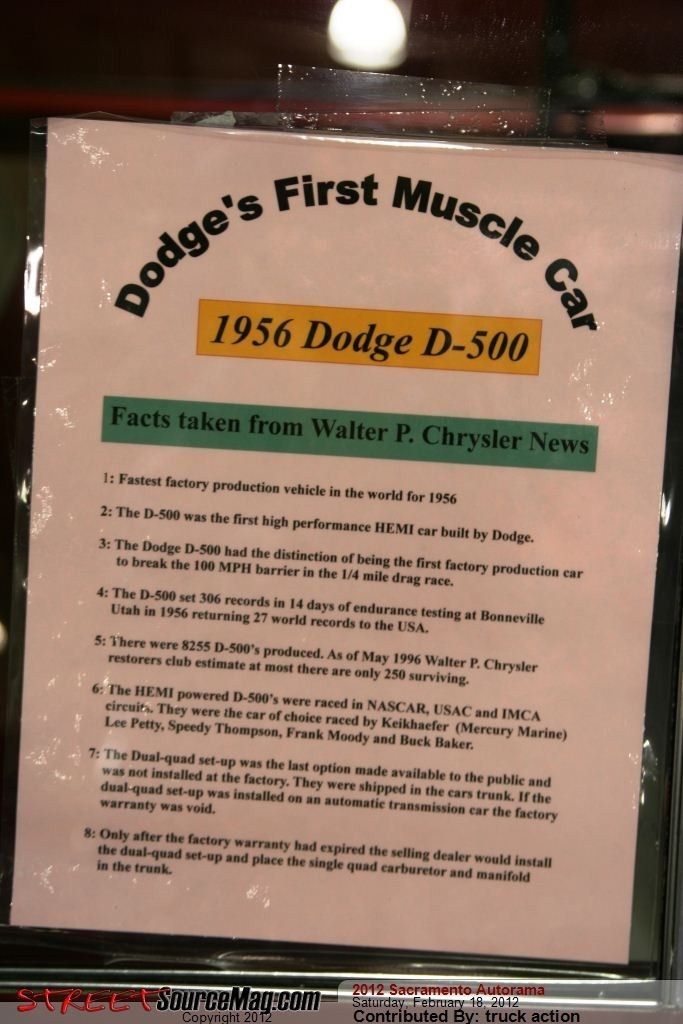 Dodge's First Muscle Car
1956 Dodge D-500
Facts taken from Walter P. Chrysler News
1: Fastest factory production vehicle in the world for 1956
2: The D-500 was the first high performance HEMI car built by Dodge.
3: The Dodge D-500 had the distinction of being the first factory production car
to break the 100 MPH barrier in the 1/4 mile drag race.
4: The D-500 set 306 records in 14 days of endurance testing at Bonneville
Utah in 1956 returning 27 world records to the USA.
5: There were 8255 D-500's produced. As of May 1996 Walter P. Chrysler
restorers club estimate at most there are only 250 surviving.
6: The HEMI powered D-500's were raced in NASCAR, USAC and IMCA
circuits. They were the car of choice raced by Keikhaefer (Mercury Marine)
Lee Petty, Speedy Thompson, Frank Moody and Buck Baker.
7: The Dual-quad set-up was the last option made available to the public and
was not installed at the factory. They were shipped in the cars trunk. If the
dual-quad set-up was installed on an automatic transmission car the factory
warranty was void.
8: Only after the factory warranty had expired the selling dealer would install
the dual-quad set-up and place the single quad carburetor and manifold
in the trunk.
STREETSourceMag.com
Copyright 2012
2012 Sacramento Autorama
Saturday, February 18, 2012
Contributed By: truck action